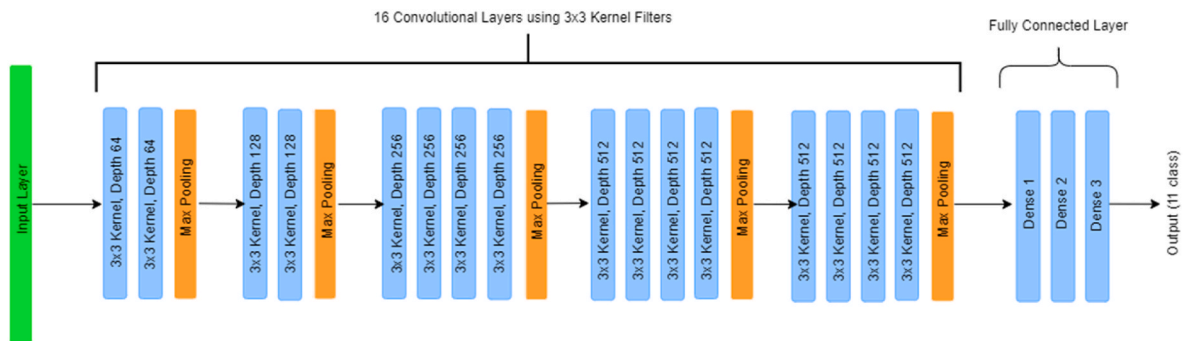 16 Convolutional Layers using 3x3 Kernel Filters
Fully Connected Layer
Input Layer
3x3 Kernel, Depth 64
3x3 Kernel, Depth 64
Max Pooling
3x3 Kernel, Depth 128
3x3 Kernel, Depth 128
Max Pooling
3x3 Kernel, Depth 256
3x3 Kernel, Depth 256
3x3 Kernel, Depth 256
3x3 Kernel, Depth 256
Max Pooling
3x3 Kernel, Depth 512
3x3 Kernel, Depth 512
3x3 Kernel, Depth 512
3x3 Kernel, Depth 512
Max Pooling
3x3 Kernel, Depth 512
3x3 Kernel, Depth 512
3x3 Kernel, Depth 512
3x3 Kernel, Depth 512
Max Pooling
Dense 1
Dense 2
Dense 3
Output (11 class)